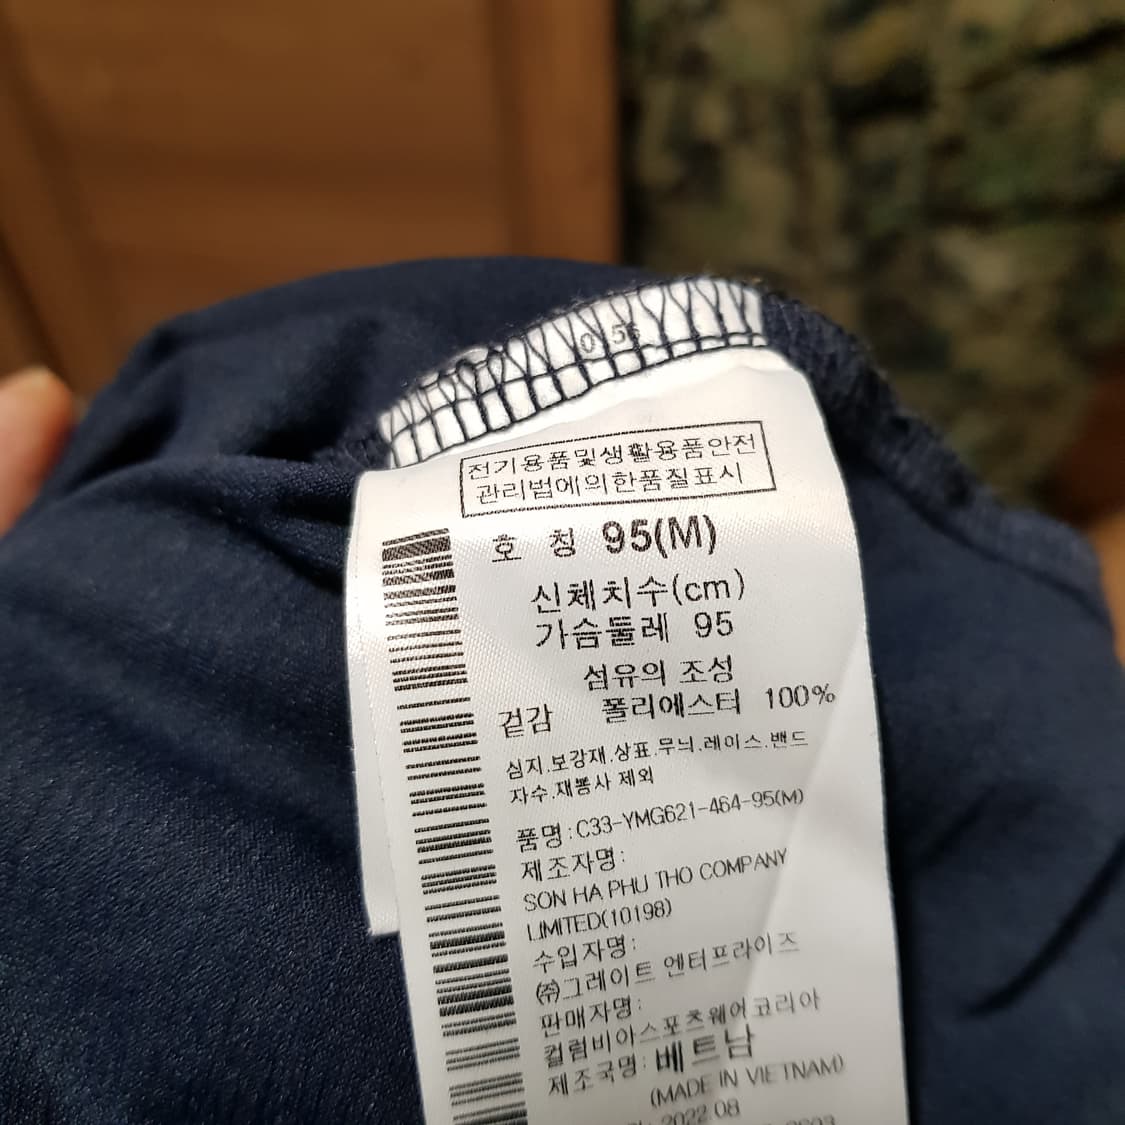 0 56
전기용품및생활용품안전
관리법에의한품질표시
호 칭 95(M)
신체치수(cm)
가슴둘레 95
섬유의 조성
겉감 폴리에스터 100%
심지.보강재.상표.무늬.레이스.밴드
자수.재봉사 제외
품명:C33-YMG621-464-95(M)
제조자명:
SON HA PHU THO COMPANY
LIMITED(10198)
수입자명:
㈜그레이트 엔터프라이즈
판매자명:
컬럼비아스포츠웨어코리아
제조국명: 베트남
(MADE IN VIETNAM)
2022 08